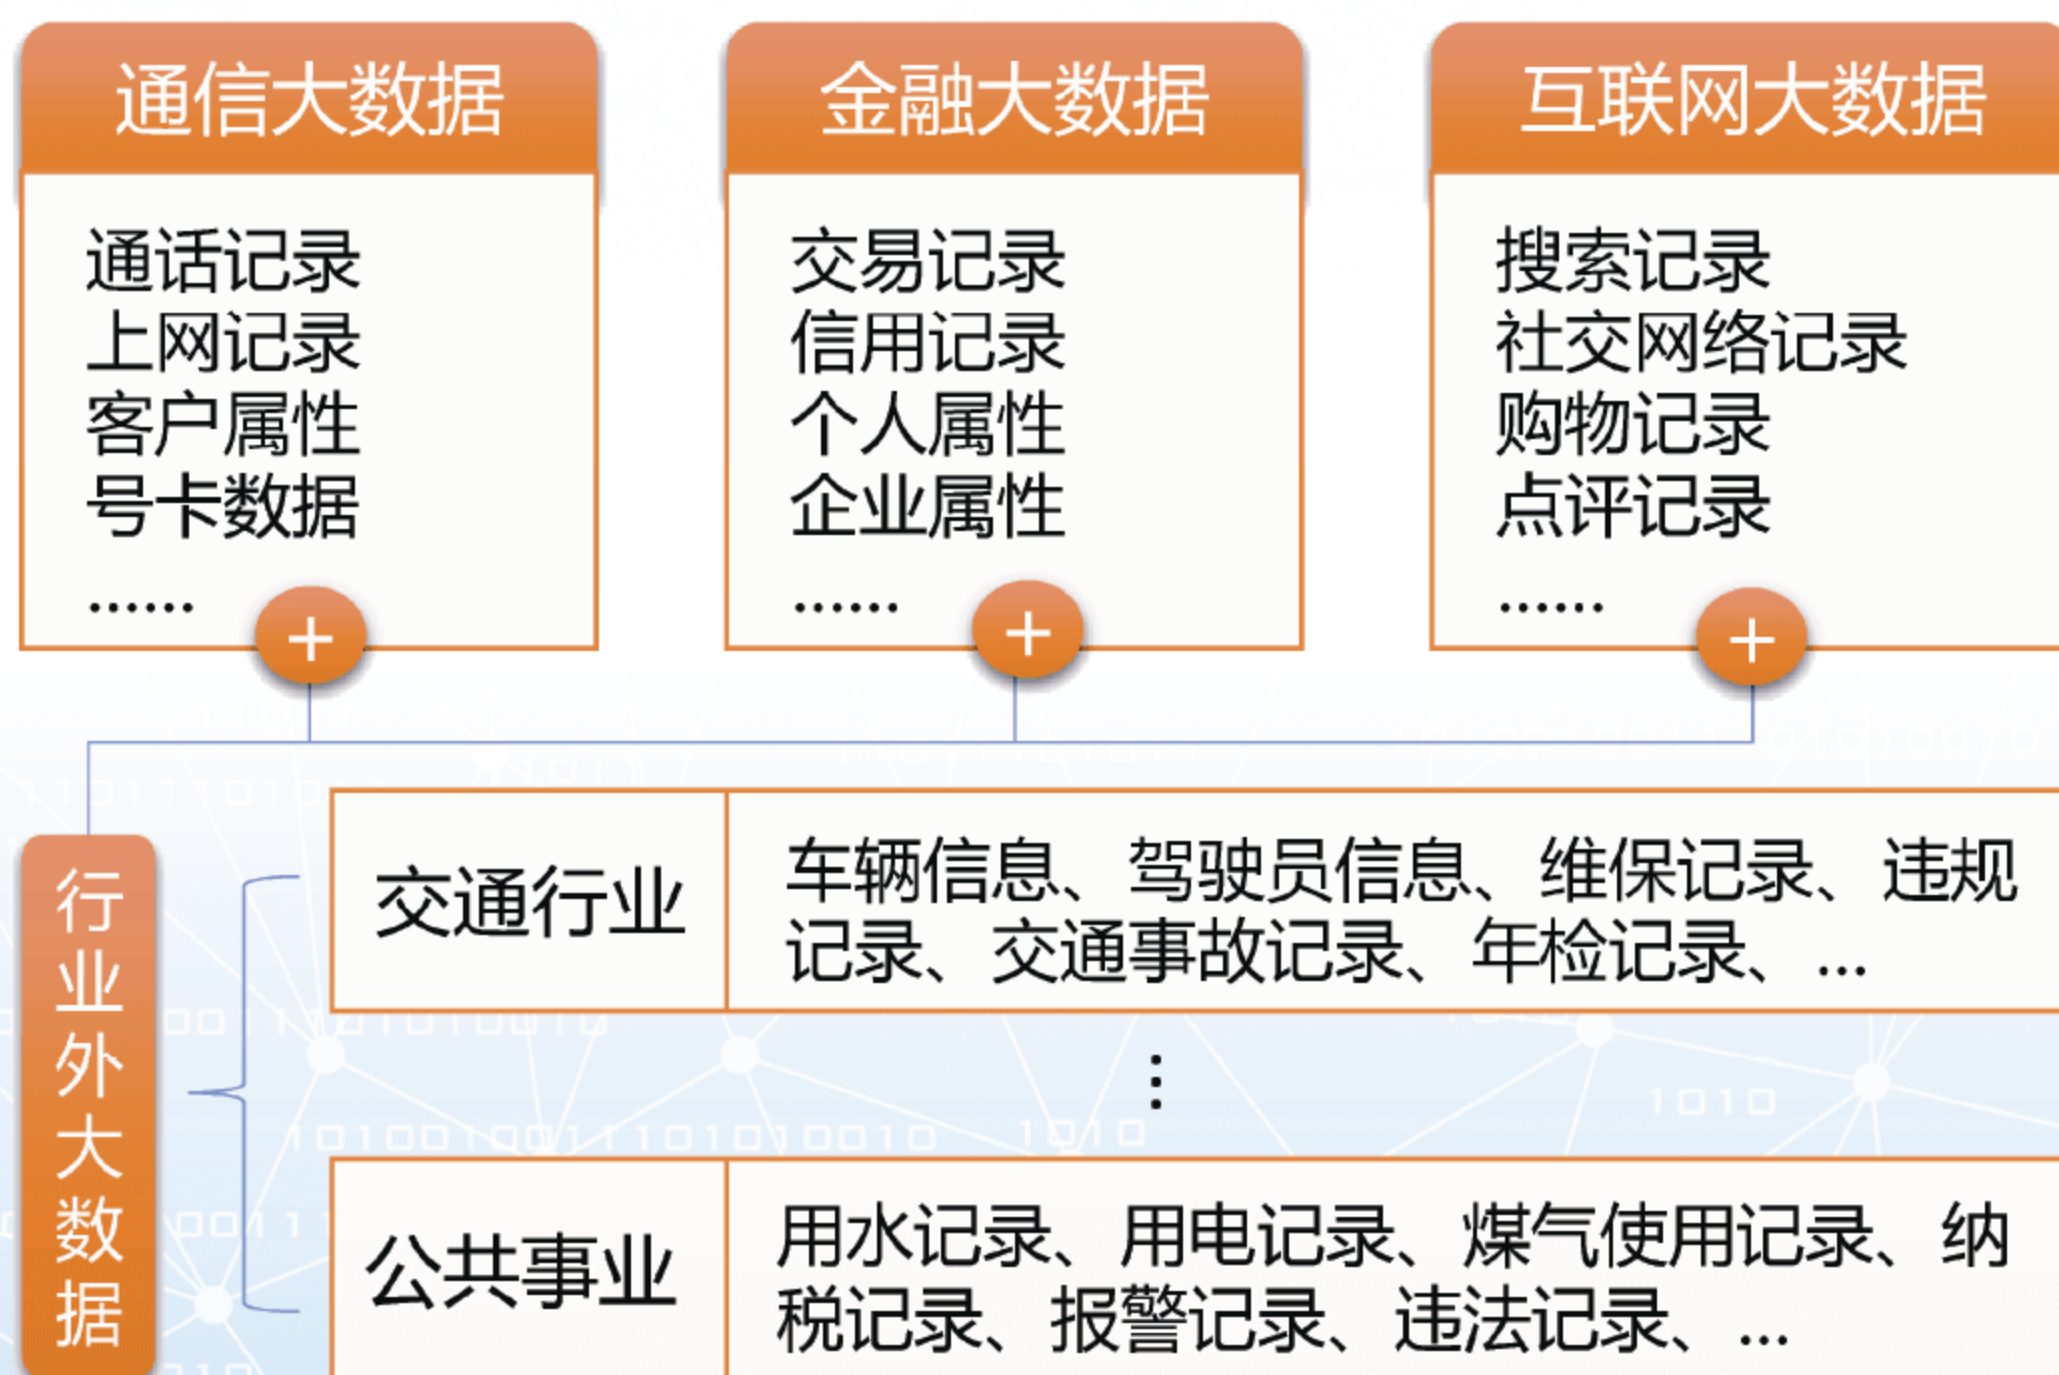 通信大数据
通话记录
上网记录
客户属性
号卡数据
……
+
金融大数据
交易记录
信用记录
个人属性
企业属性
……
+
互联网大数据
搜索记录
社交网络记录
购物记录
点评记录
……
+
行业外大数据
交通行业
车辆信息、驾驶员信息、维保记录、违规
记录、交通事故记录、年检记录、...
⋮
公共事业
用水记录、用电记录、煤气使用记录、纳
税记录、报警记录、违法记录、...
101001001110101010010
1010
1010